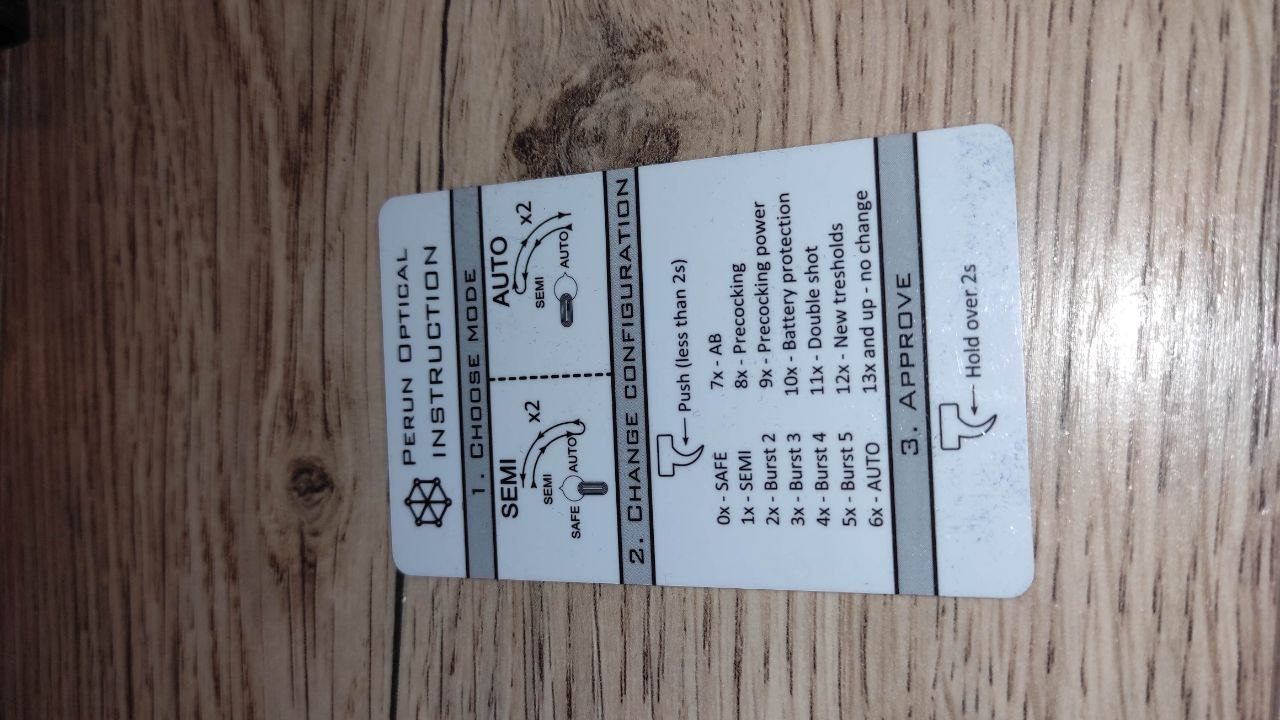 PERUN OPTICAL
INSTRUCTION
1. CHOOSE MODE
SEMI
x2
SEMI
AUTO
SAFE
AUTO
x2
SEMI
AUTO
2. CHANGE CONFIGURATION
Push (less than 2s)
0x - SAFE
1x - SEMI
2x - Burst 2
3x - Burst 3
4x - Burst 4
5x - Burst 5
6x - AUTO
7x - AB
8x - Precocking
9x - Precocking power
10x - Battery protection
11x - Double shot
12x - New tresholds
13x and up - no change
3. APPROVE
Hold over 2s